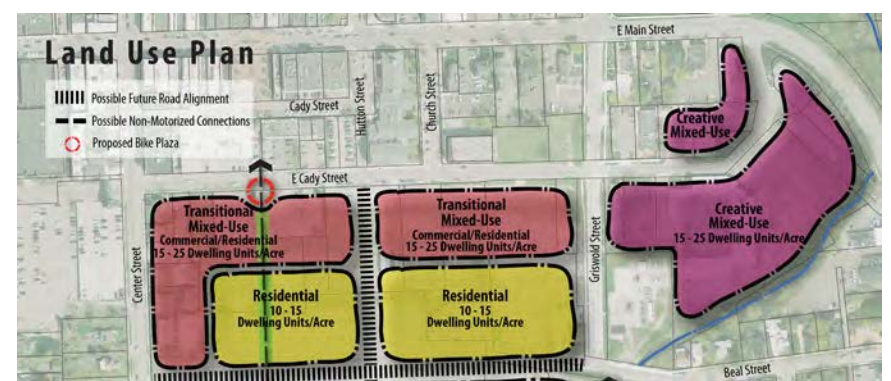 Land Use Plan
Possible Future Road Alignment
Possible Non-Motorized Connections
Proposed Bike Plaza
E Main Street
Cady Street
Hutton Street
Church Street
Creative
Mixed-Use
E Cady Street
Transitional
Mixed-Use
Commercial/Residential
15 - 25 Dwelling Units/Acre
Transitional
Mixed-Use
Commercial/Residential
15 - 25 Dwelling Units/Acre
Creative
Mixed-Use
15 - 25 Dwelling Units/Acre
Center Street
Griswold Street
Residential
10 - 15
Dwelling Units/Acre
Residential
10 - 15
Dwelling Units/Acre
Beal Street